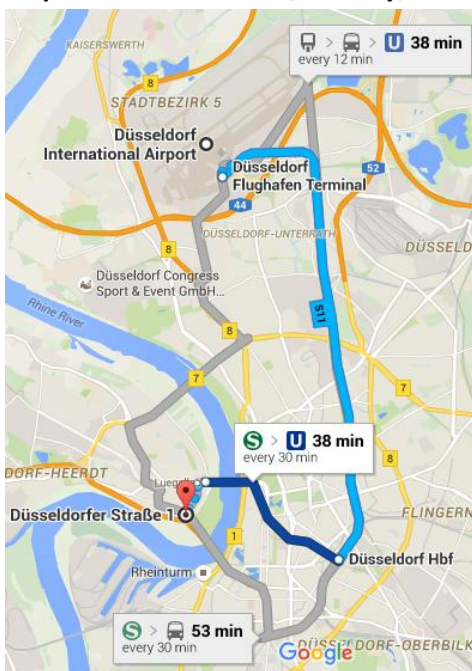 KAISERSWERTH
38 min
every 12 min
8
STADTBEZIRK 5
Düsseldorf
International Airport
Düsseldorf
Flughafen Terminal
52
44
DÜSSELDORF-UNTERRATH
DÜSSELD
8
Düsseldorf Congress
Sport & Event GmbH...
Rhine River
S11
8
7
7
S > U 38 min
every 30 min
8
DORF-HEERDT
Düsseldorfer Straße 1
FLINGERN
1
Düsseldorf Hbf
Rheinturm
S > 53 min
every 30 min
Google
DÜSSELDORF-OBERBILK